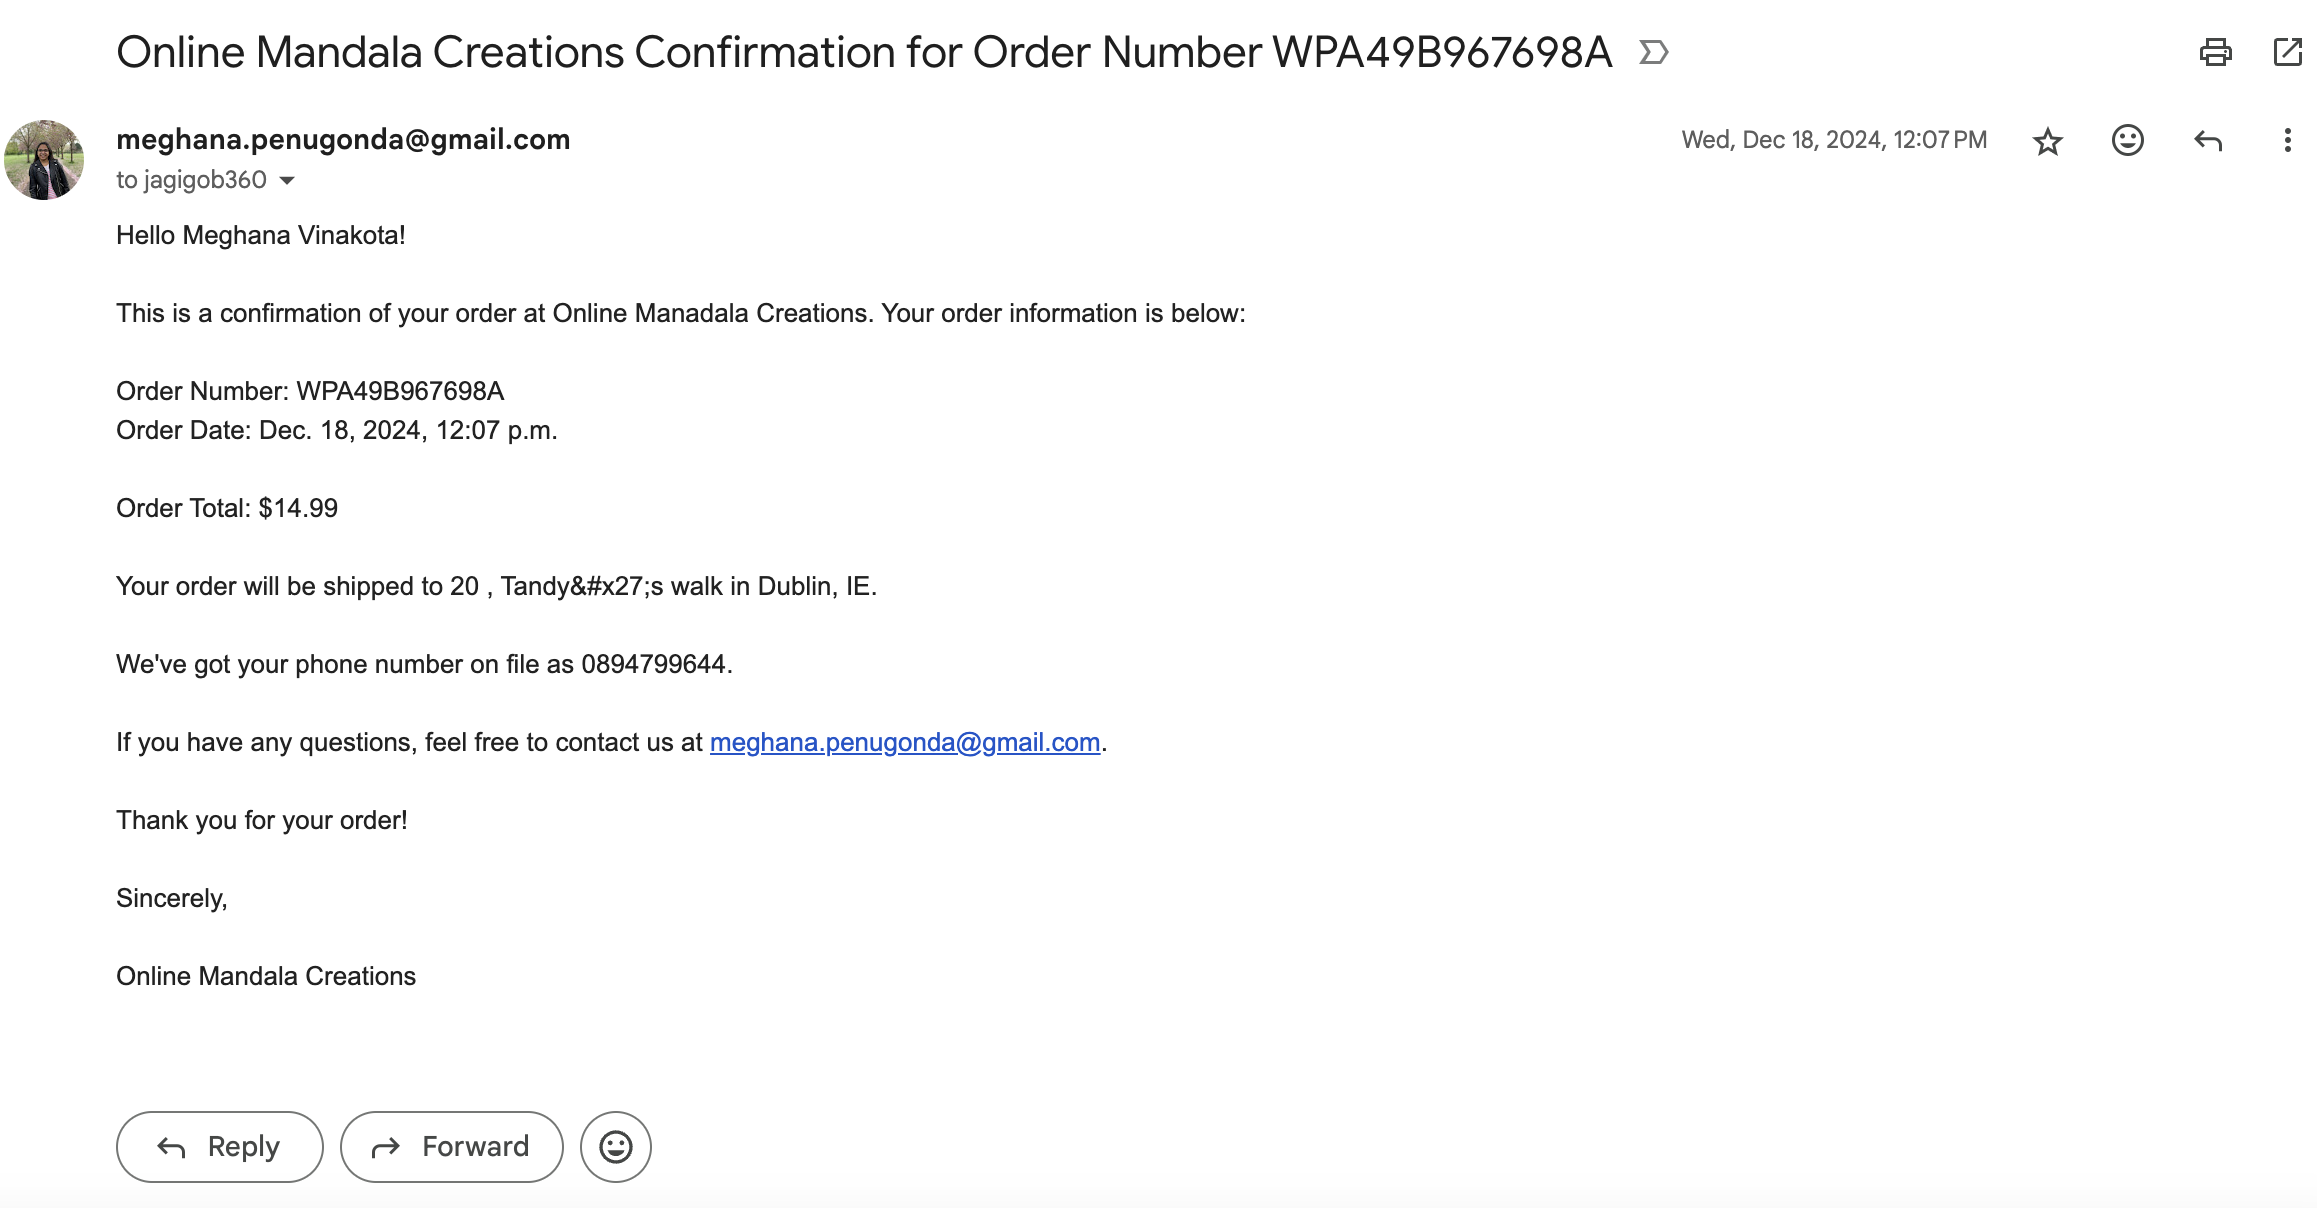 Online Mandala Creations Confirmation for Order Number WPA49B967698A
meghana.penugonda@gmail.com
Wed, Dec 18, 2024, 12:07 PM
to jagigob360
Hello Meghana Vinakota!
This is a confirmation of your order at Online Manadala Creations. Your order information is below:
Order Number: WPA49B967698A
Order Date: Dec. 18, 2024, 12:07 p.m.
Order Total: $14.99
Your order will be shipped to 20 , Tandy&#x27;s walk in Dublin, IE.
We've got your phone number on file as 0894799644.
If you have any questions, feel free to contact us at meghana.penugonda@gmail.com.
Thank you for your order!
Sincerely,
Online Mandala Creations
Reply
Forward